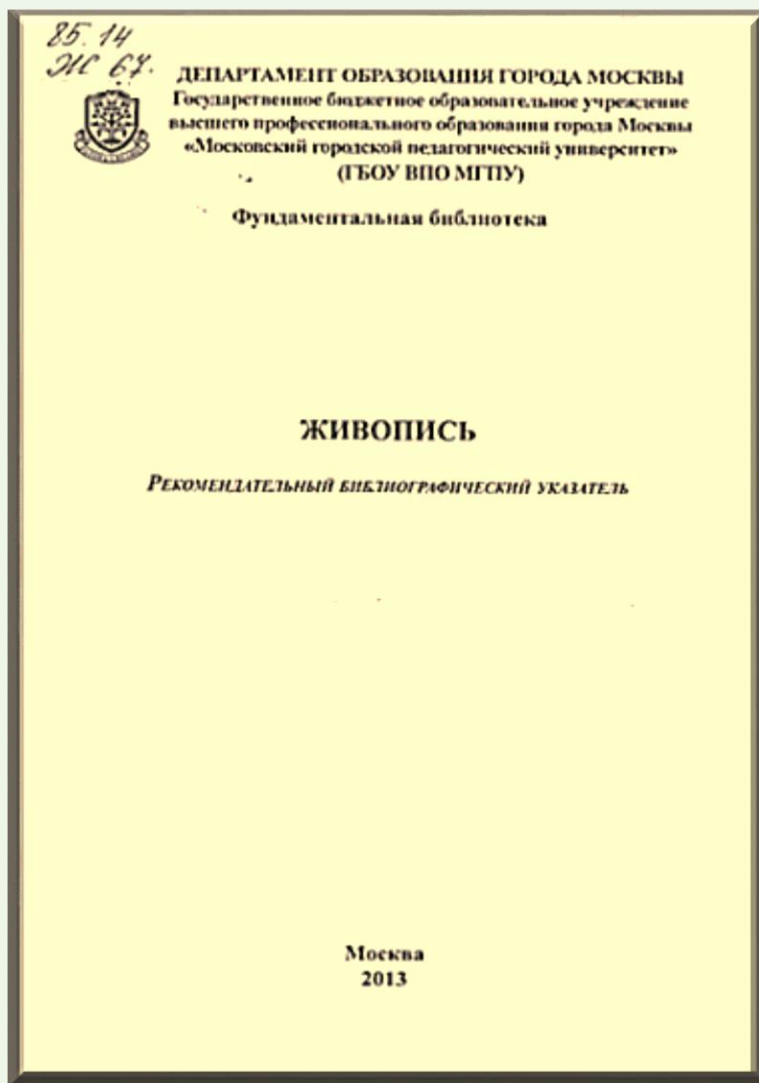 85.14
Ж 67.
ДЕПАРТАМЕНТ ОБРАЗОВАНИЯ ГОРОДА МОСКВЫ
Государственное бюджетное образовательное учреждение
высшего профессионального образования города Москвы
«Московский городской педагогический университет»
(ГБОУ ВПО МГПУ)
Фундаментальная библиотека
ЖИВОПИСЬ
Рекомендательный библиографический указатель
Москва
2013